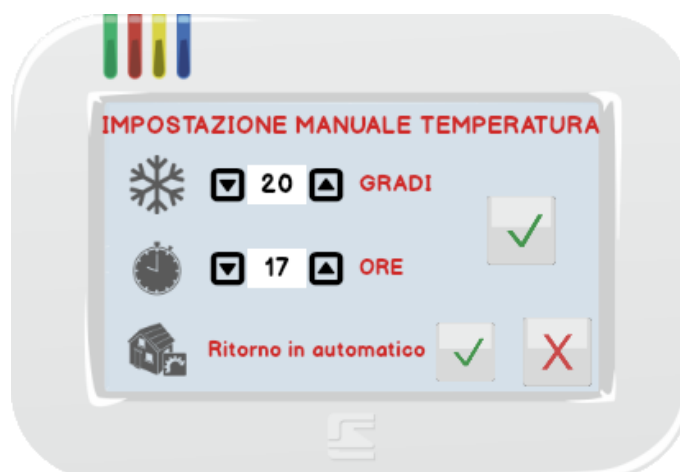 IMPOSTAZIONE MANUALE TEMPERATURA
20 GRADI
17 ORE
Ritorno in automatico
X